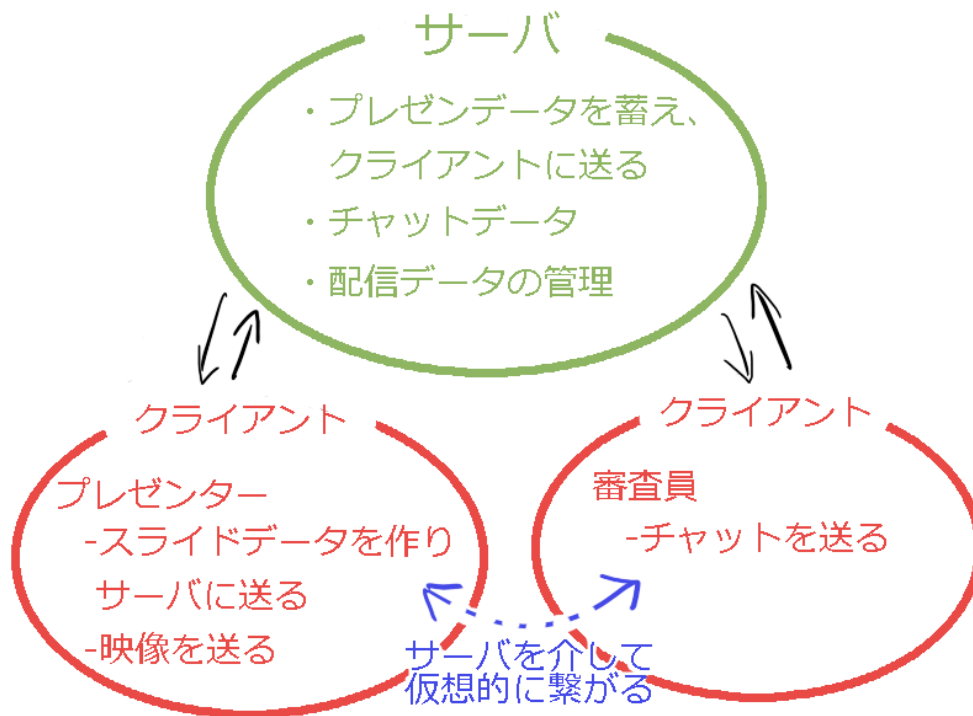 サーバ
・プレゼンデータを蓄え、
クライアントに送る
・チャットデータ
・配信データの管理
クライアント
プレゼンター
-スライドデータを作り
サーバに送る
-映像を送る
クライアント
審査員
-チャットを送る
サーバを介して
仮想的に繋がる